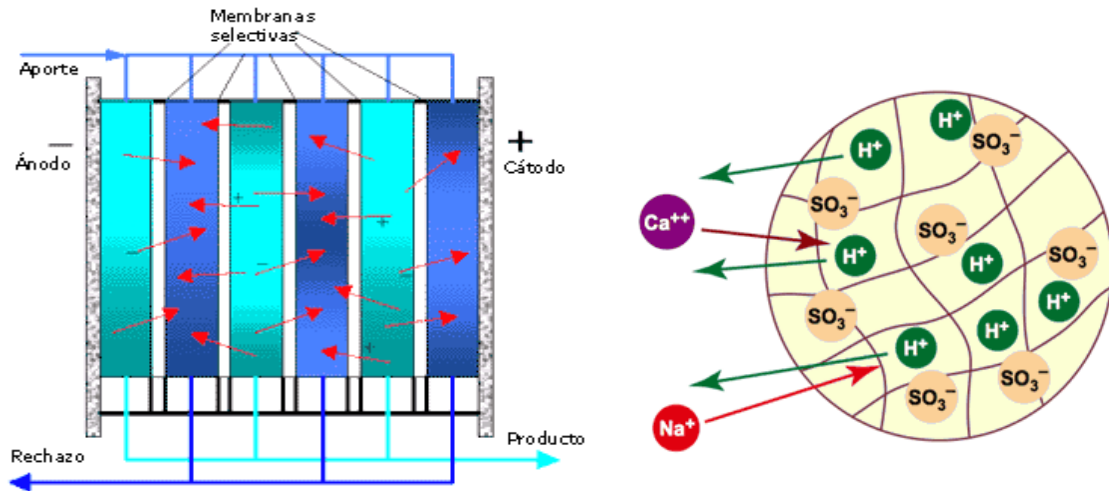 Membranas
selectivas
Aporte
−
+
Ánodo
Cátodo
+
−
+
−
−
+
Producto
Rechazo
H⁺
H⁺
SO₃⁻
SO₃⁻
Ca⁺⁺
SO₃⁻
H⁺
H⁺
SO₃⁻
H⁺
SO₃⁻
H⁺
H⁺
SO₃⁻
SO₃⁻
Na⁺